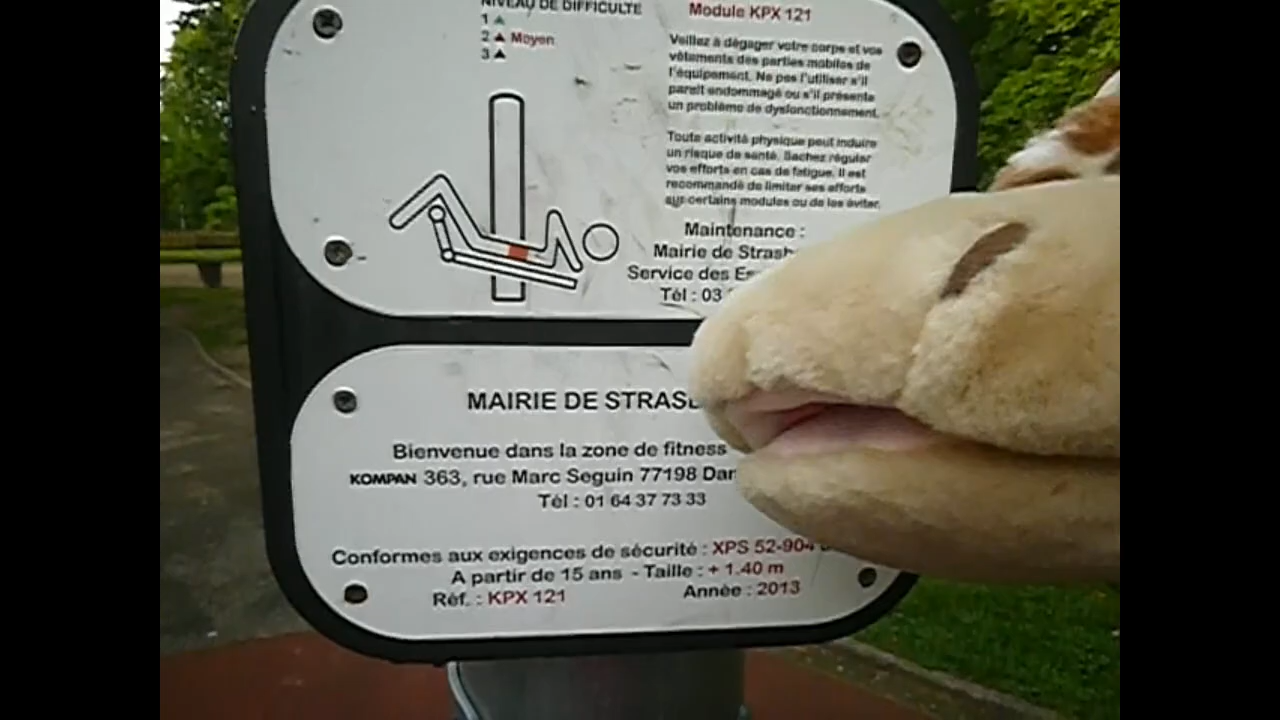 NIVEAU DE DIFFICULTE
1
2 Moyen
3
Module KPX 121
Veillez à dégager votre corps et vos
vêtements des parties mobiles de
l'équipement. Ne pas l'utiliser s'il
paraît endommagé ou s'il présente
un problème de dysfonctionnement.
Toute activité physique peut induire
un risque de santé. Sachez réguler
vos efforts en cas de fatigue. Il est
recommandé de limiter ses efforts
sur certains modules ou de les éviter.
Maintenance :
Mairie de Strasb
Service des Es
Tél : 03
MAIRIE DE STRASB
Bienvenue dans la zone de fitness
KOMPAN 363, rue Marc Seguin 77198 Dam
Tél : 01 64 37 73 33
Conformes aux exigences de sécurité : XPS 52-904
A partir de 15 ans - Taille : + 1.40 m
Réf. : KPX 121 Année : 2013